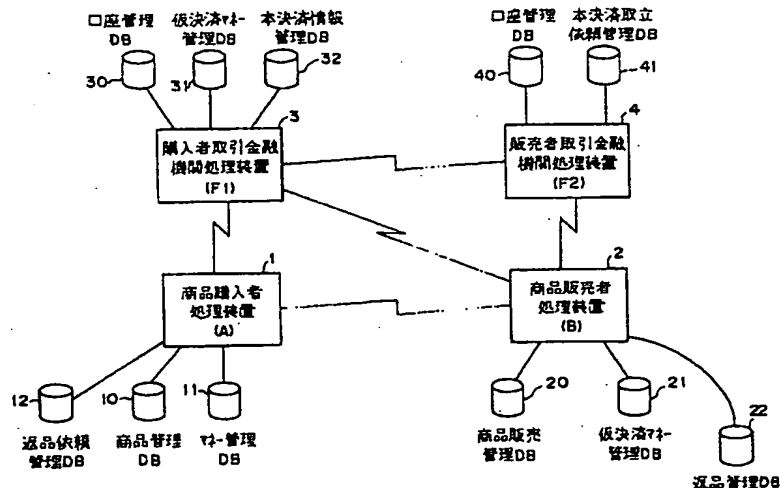 口座管理
DB
仮決済マネー
管理DB
本決済情報
管理DB
30
31
32
口座管理
DB
本決済取立
依頼管理DB
40
41
3
購入者取引金融
機関処理装置
(F1)
4
販売者取引金融
機関処理装置
(F2)
1
商品購入者
処理装置
(A)
2
商品販売者
処理装置
(B)
12
10
11
20
21
22
返品依頼
管理DB
商品管理
DB
マネー管理
DB
商品販売
管理DB
仮決済マネー
管理DB
返品管理DB